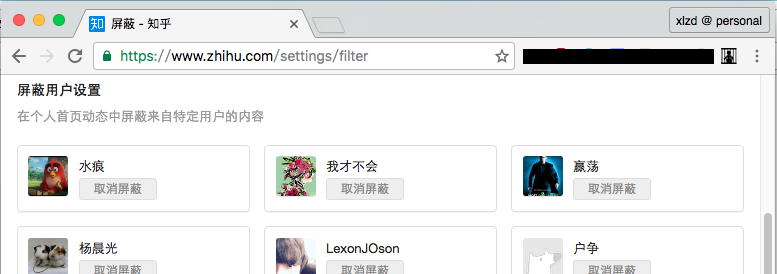 知 屏蔽 - 知乎
xlzd @ personal
https://www.zhihu.com/settings/filter
屏蔽用户设置
在个人首页动态中屏蔽来自特定用户的内容
水痕 我才不会 赢荡
取消屏蔽 取消屏蔽 取消屏蔽
杨晨光 LexonJOson 户争
取消屏蔽 取消屏蔽 取消屏蔽